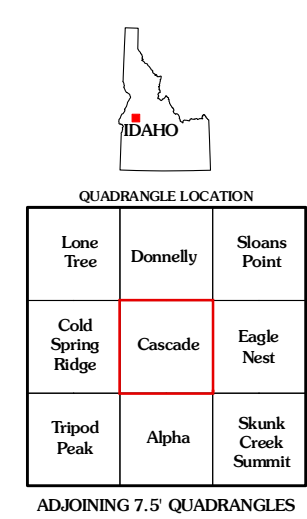 IDAHO
QUADRANGLE LOCATION
Lone
Tree
Donnelly
Sloans
Point
Cold
Spring
Ridge
Cascade
Eagle
Nest
Tripod
Peak
Alpha
Skunk
Creek
Summit
ADJOINING 7.5' QUADRANGLES